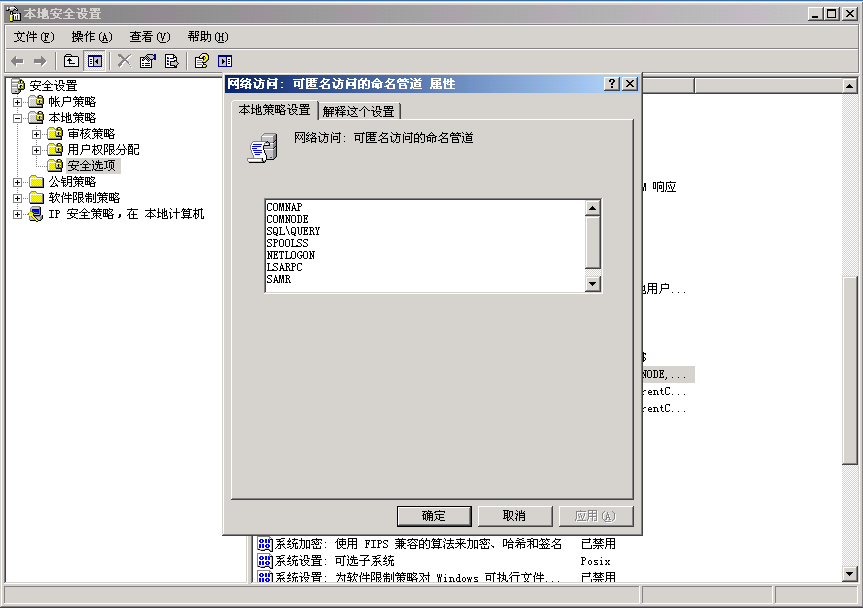 本地安全设置
文件(F) 操作(A) 查看(V) 帮助(H)
安全设置
帐户策略
本地策略
审核策略
用户权限分配
安全选项
公钥策略
软件限制策略
IP 安全策略,在 本地计算机
网络访问: 可匿名访问的命名管道 属性
本地策略设置 解释这个设置
网络访问: 可匿名访问的命名管道
COMNAP
COMNODE
SQL\QUERY
SPOOLSS
NETLOGON
LSARPC
SAMR
确定 取消 应用(A)
响应
用户...
NODE,...
rentC...
rentC...
系统加密: 使用 FIPS 兼容的算法来加密、哈希和签名 已禁用
系统设置: 可选子系统 Posix
系统设置: 为软件限制策略对 Windows 可执行文件... 已禁用